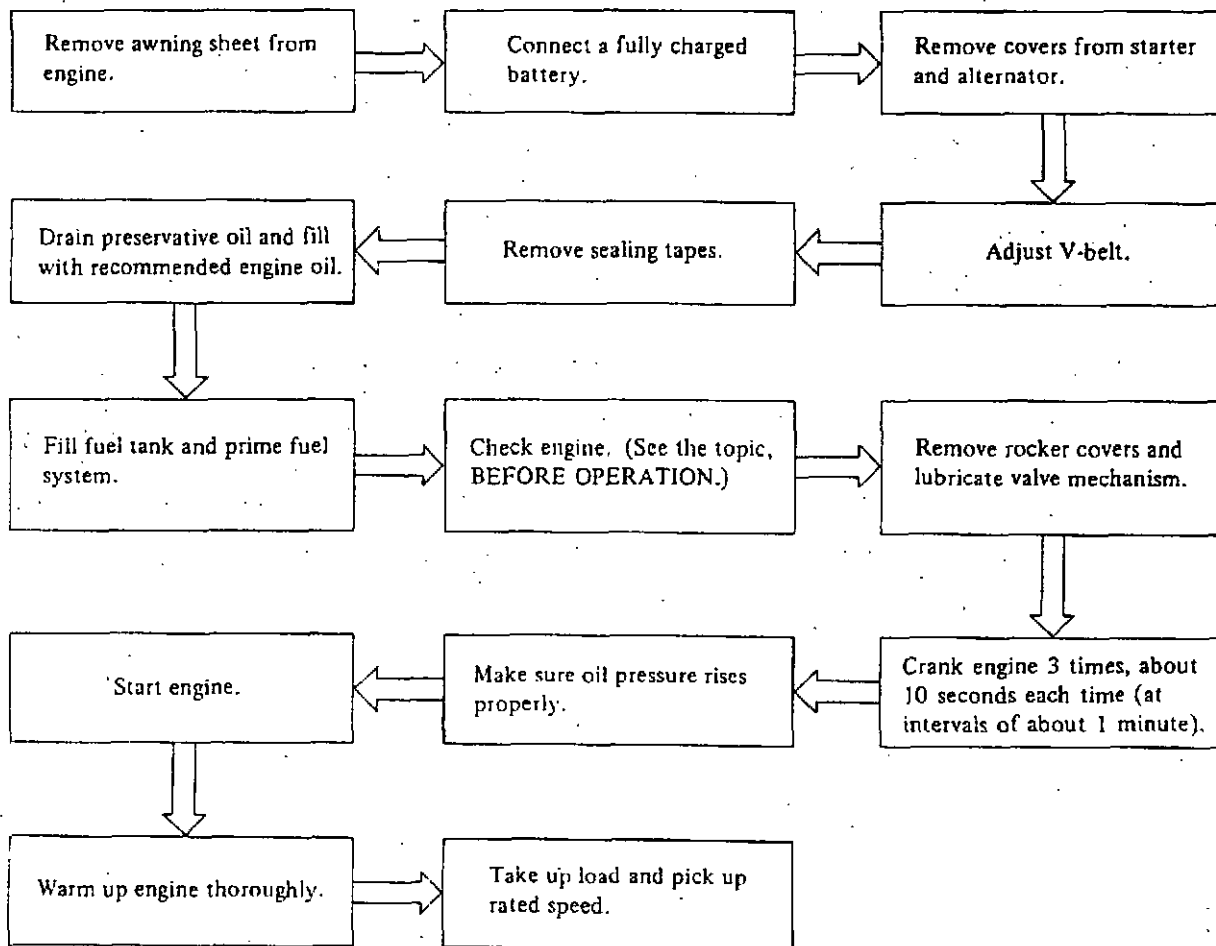 Remove awning sheet from
engine.
Connect a fully charged
battery.
Remove covers from starter
and alternator.
Adjust V-belt.
Remove sealing tapes.
Drain preservative oil and fill
with recommended engine oil.
Fill fuel tank and prime fuel
system.
Check engine. (See the topic,
BEFORE OPERATION.)
Remove rocker covers and
lubricate valve mechanism.
Crank engine 3 times, about
10 seconds each time (at
intervals of about 1 minute).
Make sure oil pressure rises
properly.
Start engine.
Warm up engine thoroughly.
Take up load and pick up
rated speed.